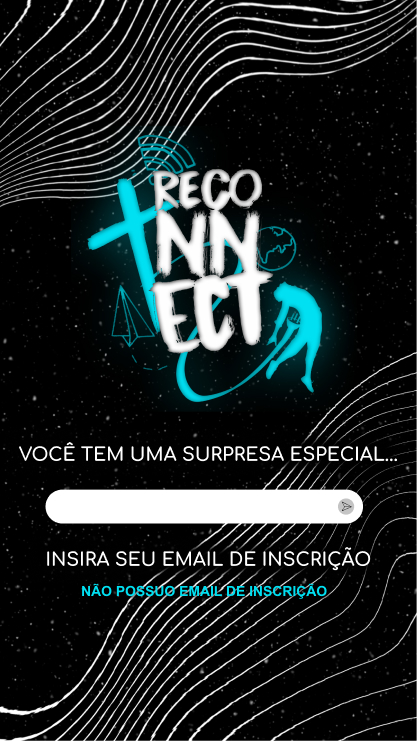 RECO
NN
ECT
VOCÊ TEM UMA SURPRESA ESPECIAL...
INSIRA SEU EMAIL DE INSCRIÇÃO
NÃO POSSUO EMAIL DE INSCRIÇÃO